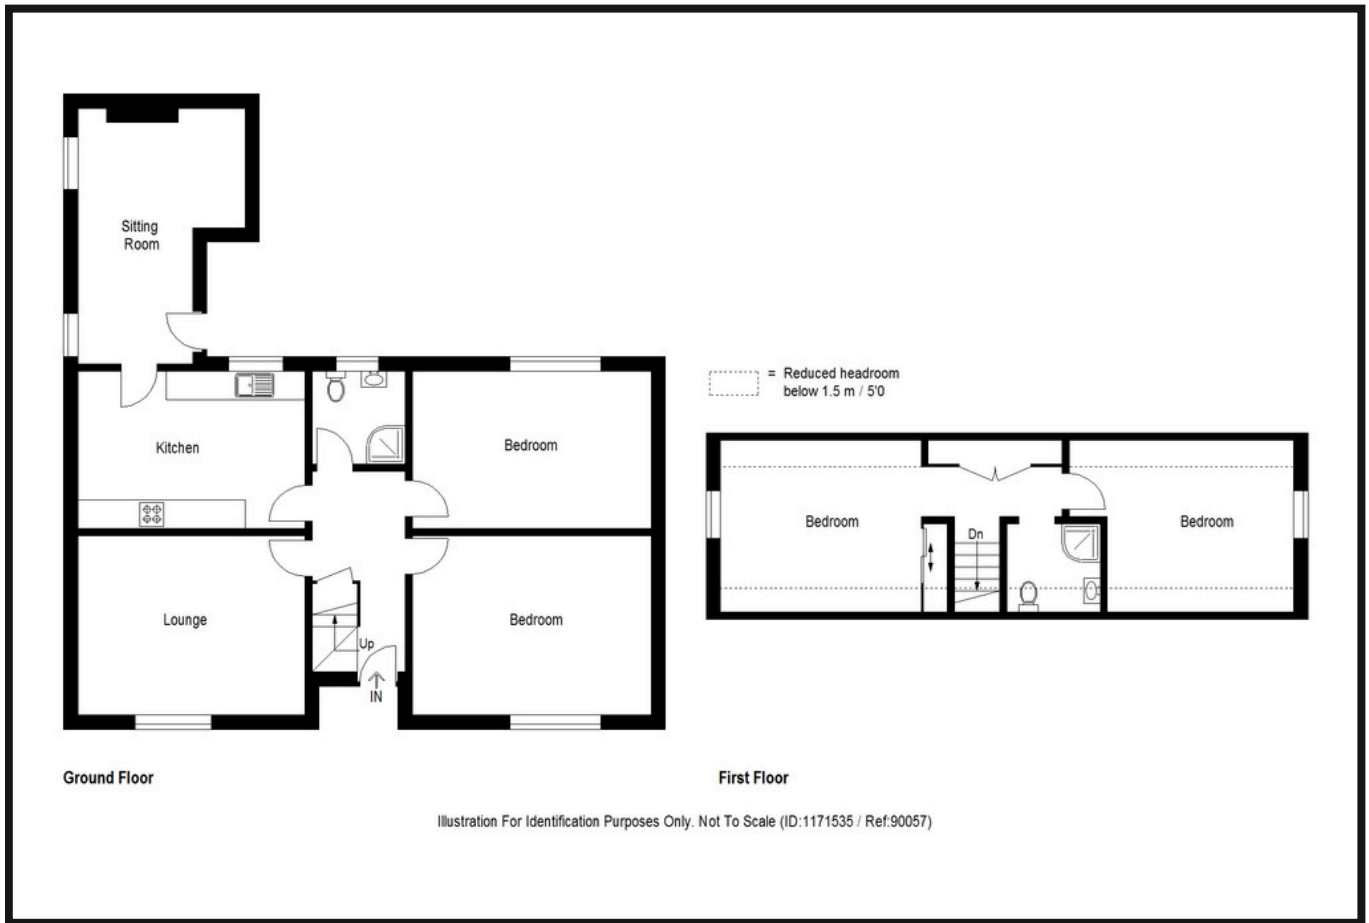 Sitting
Room
= Reduced headroom
below 1.5 m / 5'0
Kitchen
Bedroom
Bedroom
Bedroom
Dn
Lounge
Bedroom
Up
IN
Ground Floor
First Floor
Illustration For Identification Purposes Only. Not To Scale (ID:1171535 / Ref:90057)